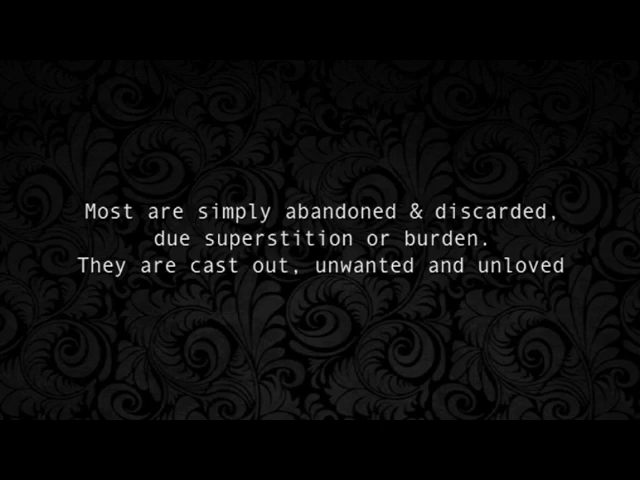 Most are simply abandoned & discarded,
due superstition or burden.
They are cast out, unwanted and unloved